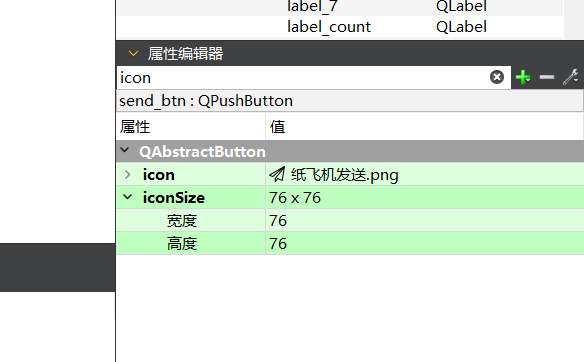 label_7 QLabel
label_count QLabel
属性编辑器
icon
send_btn : QPushButton
属性 值
QAbstractButton
icon 纸飞机发送.png
iconSize 76 x 76
宽度 76
高度 76